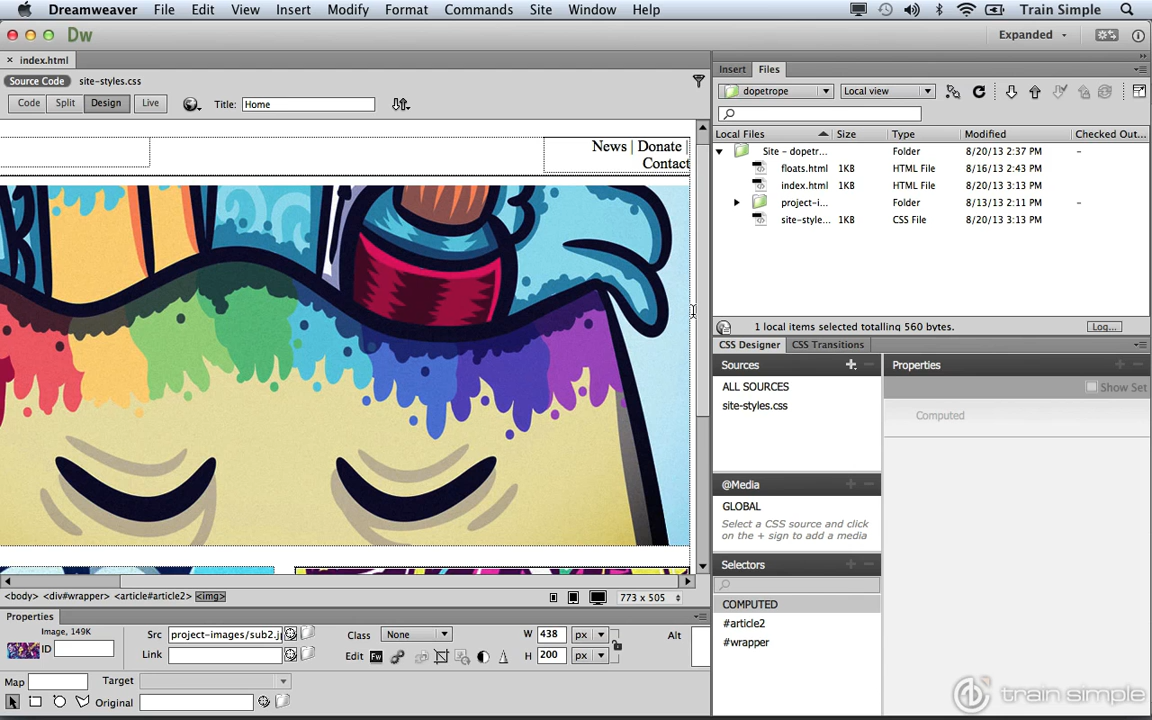 Dreamweaver File Edit View Insert Modify Format Commands Site Window Help Train Simple
Dw Expanded
× index.html
Source Code site-styles.css
Code Split Design Live Title: Home
News | Donate |
Contact
Insert Files
dopetrope Local view
Local Files Size Type Modified Checked Out...
Site - dopetr... Folder 8/20/13 2:37 PM -
floats.html 1KB HTML File 8/16/13 2:43 PM
index.html 1KB HTML File 8/20/13 3:13 PM
project-i... Folder 8/13/13 2:11 PM -
site-style... 1KB CSS File 8/20/13 3:13 PM
1 local items selected totalling 560 bytes. Log...
CSS Designer CSS Transitions
Sources
ALL SOURCES
site-styles.css
@Media
GLOBAL
Select a CSS source and click
on the + sign to add a media
Selectors
COMPUTED
#article2
#wrapper
Properties
Show Set
Computed
<body> <div#wrapper> <article#article2> <img> 773 x 505
Properties
Image, 149K Src project-images/sub2.j Class None W 438 px Alt
ID Link Edit Fw H 200 px
Map Target
Original
train simple